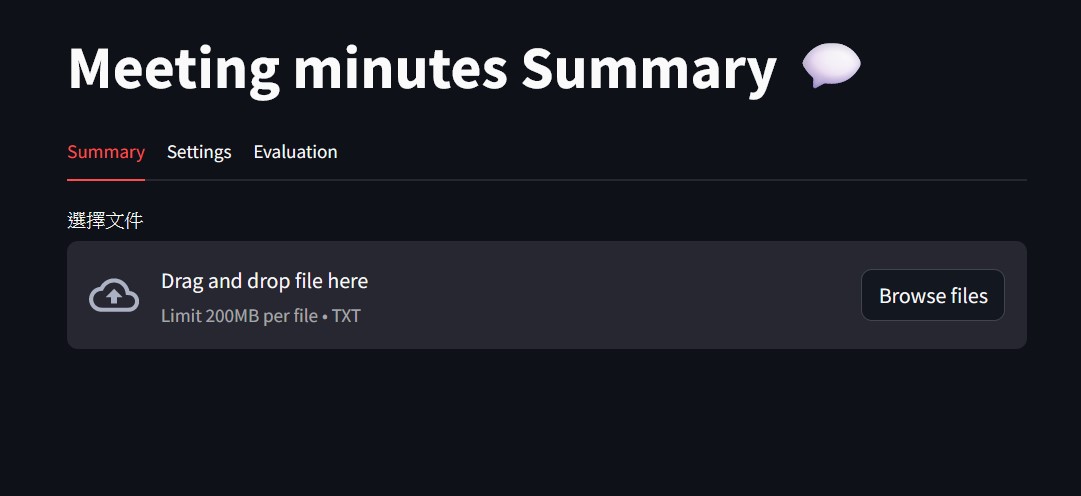 Meeting minutes Summary 💬
Summary Settings Evaluation
選擇文件
Drag and drop file here
Limit 200MB per file • TXT
Browse files